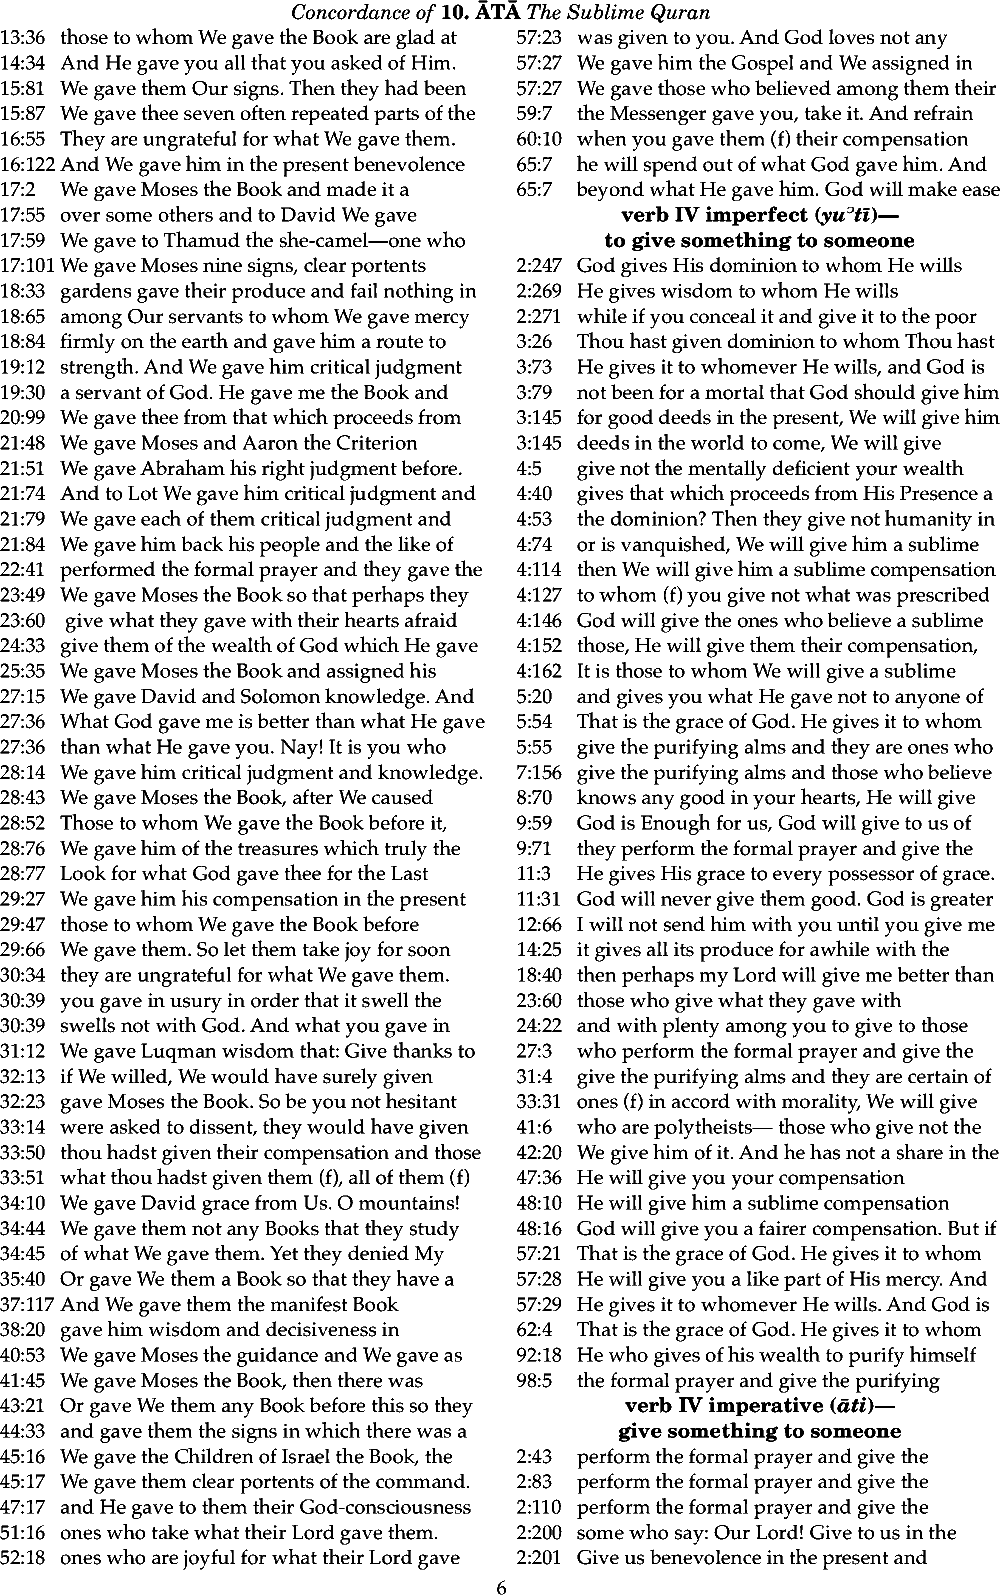 Concordance of 10. ĀTĀ The Sublime Quran
13:36 those to whom We gave the Book are glad at
14:34 And He gave you all that you asked of Him.
15:81 We gave them Our signs. Then they had been
15:87 We gave thee seven often repeated parts of the
16:55 They are ungrateful for what We gave them.
16:122 And We gave him in the present benevolence
17:2 We gave Moses the Book and made it a
17:55 over some others and to David We gave
17:59 We gave to Thamud the she-camel—one who
17:101 We gave Moses nine signs, clear portents
18:33 gardens gave their produce and fail nothing in
18:65 among Our servants to whom We gave mercy
18:84 firmly on the earth and gave him a route to
19:12 strength. And We gave him critical judgment
19:30 a servant of God. He gave me the Book and
20:99 We gave thee from that which proceeds from
21:48 We gave Moses and Aaron the Criterion
21:51 We gave Abraham his right judgment before.
21:74 And to Lot We gave him critical judgment and
21:79 We gave each of them critical judgment and
21:84 We gave him back his people and the like of
22:41 performed the formal prayer and they gave the
23:49 We gave Moses the Book so that perhaps they
23:60 give what they gave with their hearts afraid
24:33 give them of the wealth of God which He gave
25:35 We gave Moses the Book and assigned his
27:15 We gave David and Solomon knowledge. And
27:36 What God gave me is better than what He gave
27:36 than what He gave you. Nay! It is you who
28:14 We gave him critical judgment and knowledge.
28:43 We gave Moses the Book, after We caused
28:52 Those to whom We gave the Book before it,
28:76 We gave him of the treasures which truly the
28:77 Look for what God gave thee for the Last
29:27 We gave him his compensation in the present
29:47 those to whom We gave the Book before
29:66 We gave them. So let them take joy for soon
30:34 they are ungrateful for what We gave them.
30:39 you gave in usury in order that it swell the
30:39 swells not with God. And what you gave in
31:12 We gave Luqman wisdom that: Give thanks to
32:13 if We willed, We would have surely given
32:23 gave Moses the Book. So be you not hesitant
33:14 were asked to dissent, they would have given
33:50 thou hadst given their compensation and those
33:51 what thou hadst given them (f), all of them (f)
34:10 We gave David grace from Us. O mountains!
34:44 We gave them not any Books that they study
34:45 of what We gave them. Yet they denied My
35:40 Or gave We them a Book so that they have a
37:117 And We gave them the manifest Book
38:20 gave him wisdom and decisiveness in
40:53 We gave Moses the guidance and We gave as
41:45 We gave Moses the Book, then there was
43:21 Or gave We them any Book before this so they
44:33 and gave them the signs in which there was a
45:16 We gave the Children of Israel the Book, the
45:17 We gave them clear portents of the command.
47:17 and He gave to them their God-consciousness
51:16 ones who take what their Lord gave them.
52:18 ones who are joyful for what their Lord gave
57:23 was given to you. And God loves not any
57:27 We gave him the Gospel and We assigned in
57:27 We gave those who believed among them their
59:7 the Messenger gave you, take it. And refrain
60:10 when you gave them (f) their compensation
65:7 he will spend out of what God gave him. And
65:7 beyond what He gave him. God will make ease
verb IV imperfect (yuʾtī)—
to give something to someone
2:247 God gives His dominion to whom He wills
2:269 He gives wisdom to whom He wills
2:271 while if you conceal it and give it to the poor
3:26 Thou hast given dominion to whom Thou hast
3:73 He gives it to whomever He wills, and God is
3:79 not been for a mortal that God should give him
3:145 for good deeds in the present, We will give him
3:145 deeds in the world to come, We will give
4:5 give not the mentally deficient your wealth
4:40 gives that which proceeds from His Presence a
4:53 the dominion? Then they give not humanity in
4:74 or is vanquished, We will give him a sublime
4:114 then We will give him a sublime compensation
4:127 to whom (f) you give not what was prescribed
4:146 God will give the ones who believe a sublime
4:152 those, He will give them their compensation,
4:162 It is those to whom We will give a sublime
5:20 and gives you what He gave not to anyone of
5:54 That is the grace of God. He gives it to whom
5:55 give the purifying alms and they are ones who
7:156 give the purifying alms and those who believe
8:70 knows any good in your hearts, He will give
9:59 God is Enough for us, God will give to us of
9:71 they perform the formal prayer and give the
11:3 He gives His grace to every possessor of grace.
11:31 God will never give them good. God is greater
12:66 I will not send him with you until you give me
14:25 it gives all its produce for awhile with the
18:40 then perhaps my Lord will give me better than
23:60 those who give what they gave with
24:22 and with plenty among you to give to those
27:3 who perform the formal prayer and give the
31:4 give the purifying alms and they are certain of
33:31 ones (f) in accord with morality, We will give
41:6 who are polytheists— those who give not the
42:20 We give him of it. And he has not a share in the
47:36 He will give you your compensation
48:10 He will give him a sublime compensation
48:16 God will give you a fairer compensation. But if
57:21 That is the grace of God. He gives it to whom
57:28 He will give you a like part of His mercy. And
57:29 He gives it to whomever He wills. And God is
62:4 That is the grace of God. He gives it to whom
92:18 He who gives of his wealth to purify himself
98:5 the formal prayer and give the purifying
verb IV imperative (āti)—
give something to someone
2:43 perform the formal prayer and give the
2:83 perform the formal prayer and give the
2:110 perform the formal prayer and give the
2:200 some who say: Our Lord! Give to us in the
2:201 Give us benevolence in the present and
6